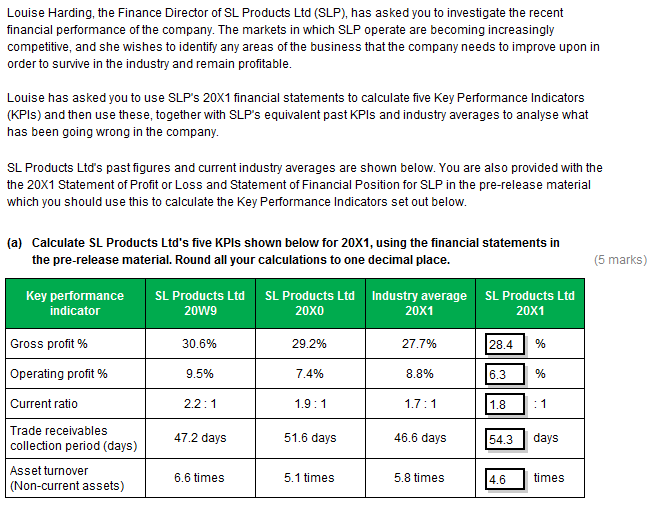 Louise Harding, the Finance Director of SL Products Ltd (SLP), has asked you to investigate the recent
financial performance of the company. The markets in which SLP operate are becoming increasingly
competitive, and she wishes to identify any areas of the business that the company needs to improve upon in
order to survive in the industry and remain profitable.
Louise has asked you to use SLP's 20X1 financial statements to calculate five Key Performance Indicators
(KPIs) and then use these, together with SLP's equivalent past KPIs and industry averages to analyse what
has been going wrong in the company.
SL Products Ltd's past figures and current industry averages are shown below. You are also provided with the
the 20X1 Statement of Profit or Loss and Statement of Financial Position for SLP in the pre-release material
which you should use this to calculate the Key Performance Indicators set out below.
(a) Calculate SL Products Ltd's five KPIs shown below for 20X1, using the financial statements in
the pre-release material. Round all your calculations to one decimal place. (5 marks)
Key performance indicator SL Products Ltd 20W9 SL Products Ltd 20X0 Industry average 20X1 SL Products Ltd 20X1
Gross profit % 30.6% 29.2% 27.7% 28.4 %
Operating profit % 9.5% 7.4% 8.8% 6.3 %
Current ratio 2.2 : 1 1.9 : 1 1.7 : 1 1.8 : 1
Trade receivables collection period (days) 47.2 days 51.6 days 46.6 days 54.3 days
Asset turnover (Non-current assets) 6.6 times 5.1 times 5.8 times 4.6 times